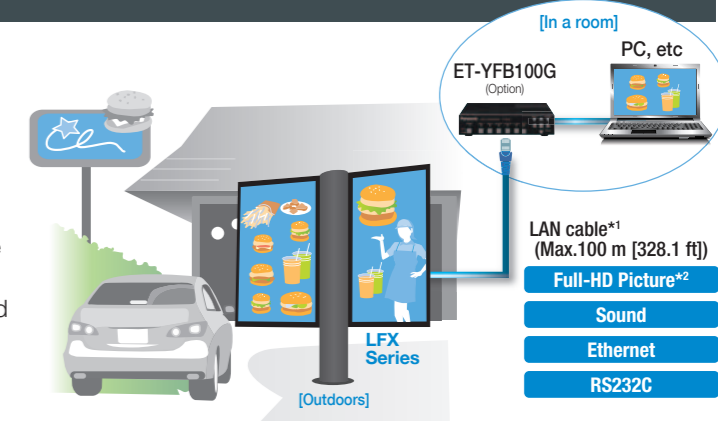 [In a room]
PC, etc
ET-YFB100G
(Option)
LAN cable*1
(Max.100 m [328.1 ft])
Full-HD Picture*2
Sound
Ethernet
RS232C
LFX
Series
[Outdoors]